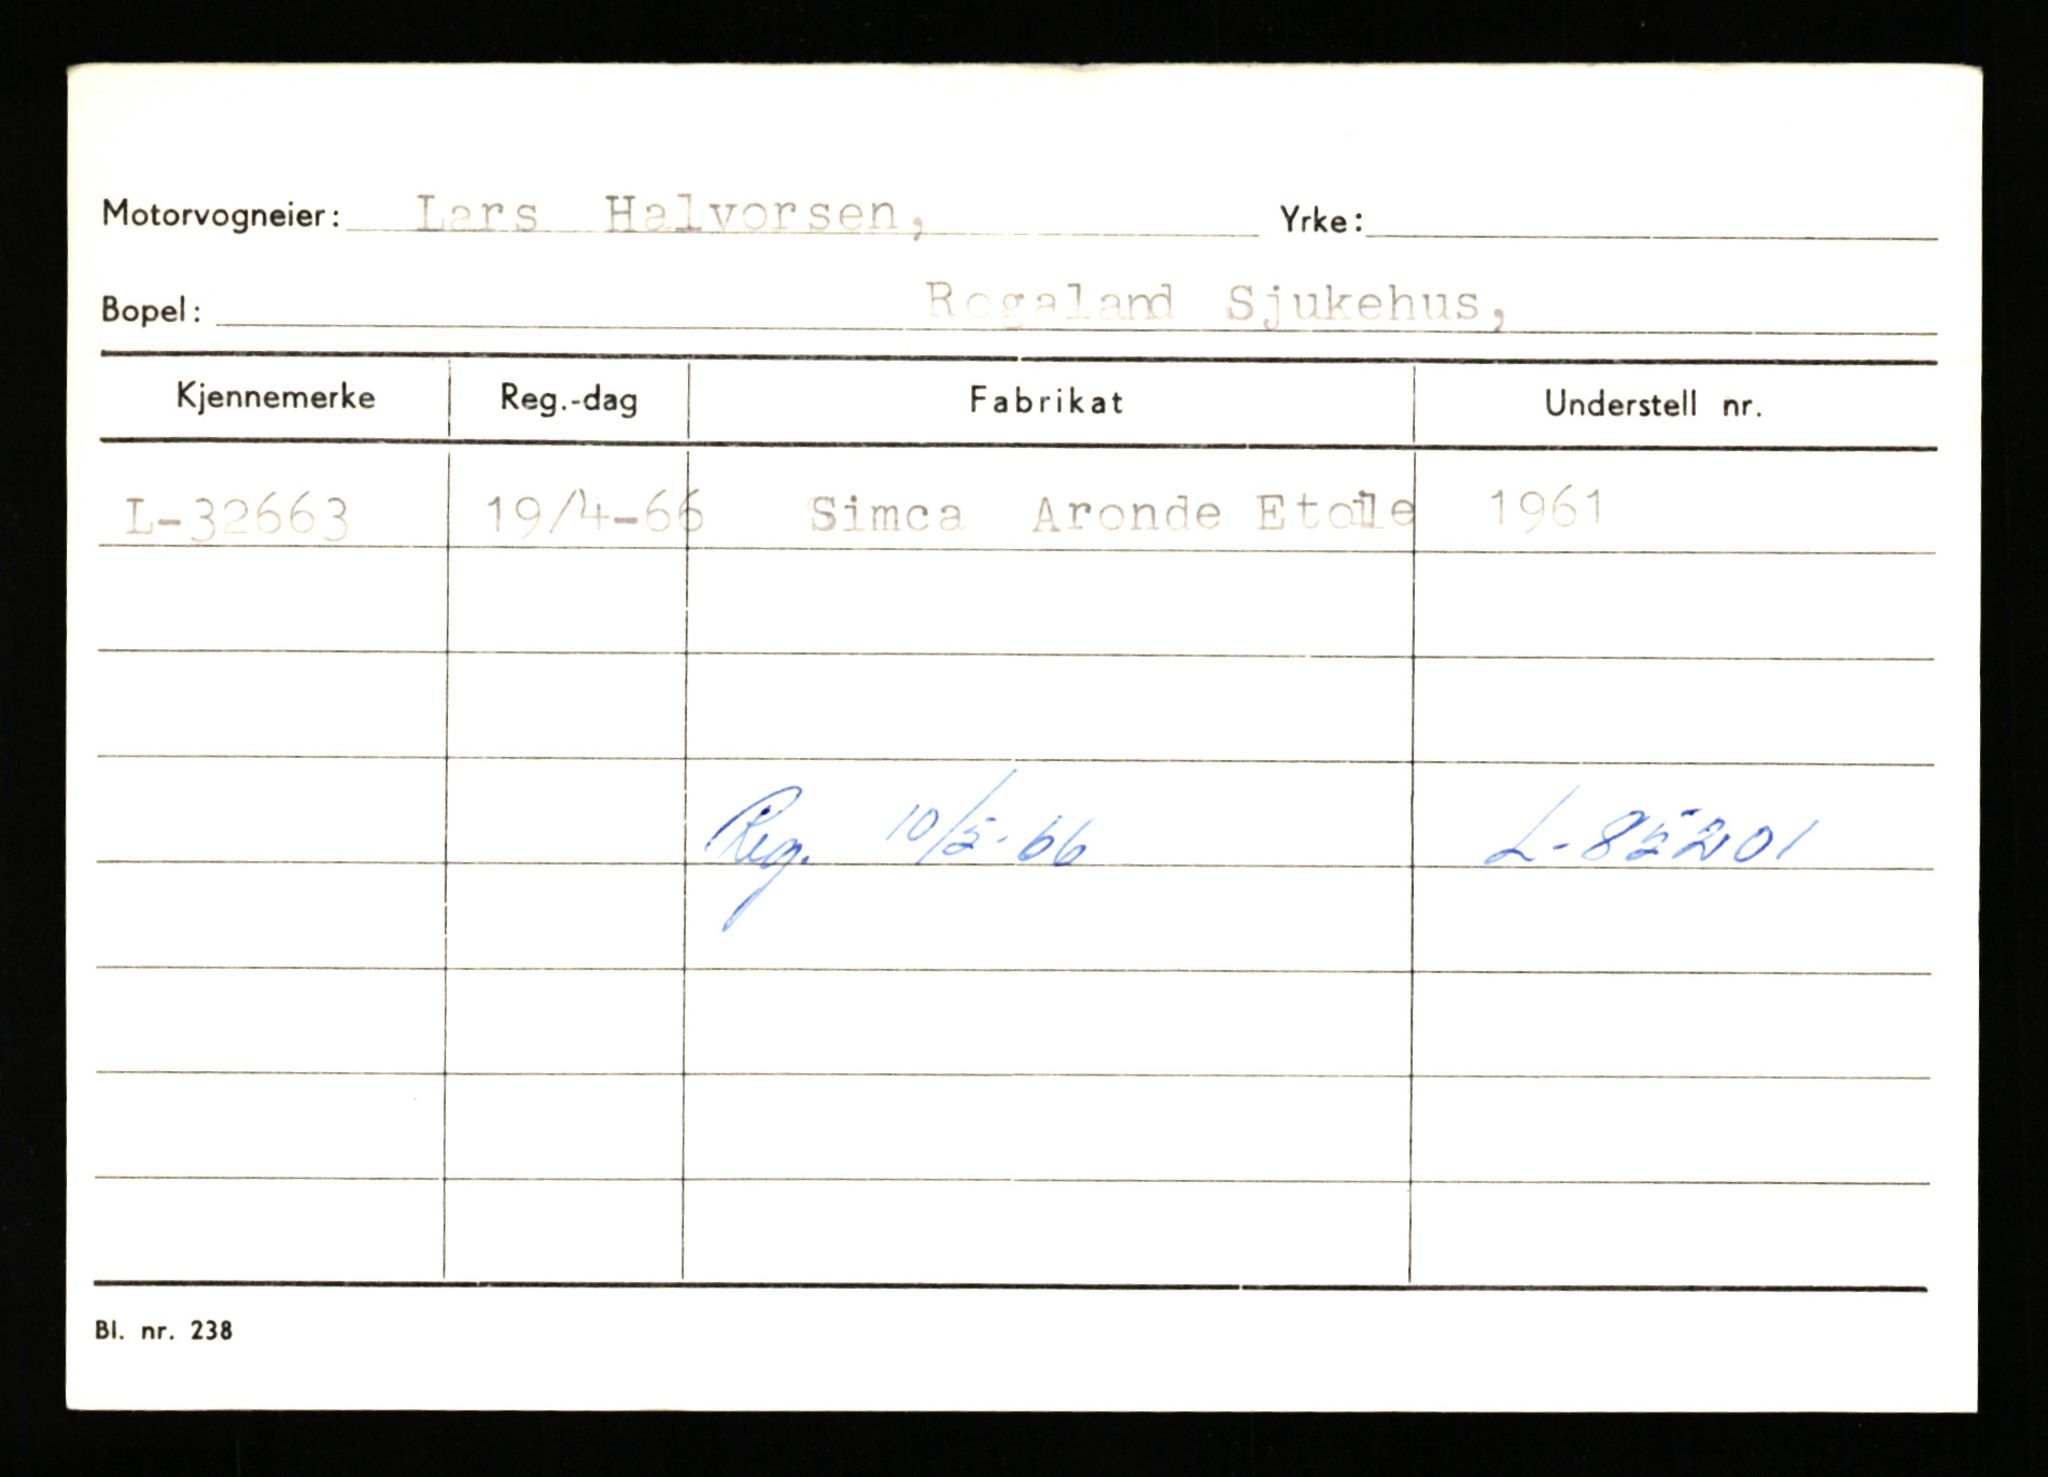 Motorvogneier: Lars Halvorsen, Yrke:
Bopel: Rogaland Sjukehus,
Kjennemerke Reg.-dag Fabrikat Understell nr.
L-32663 19/4-66 Simca Aronde Etoile 1961
Reg. 10/5-66 L-85201
Bl. nr. 238